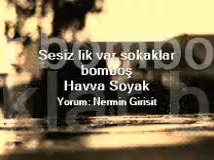 Sesiz lik var sokaklar
bomboş
Havva Soyak
Yorum: Nermin Girisit